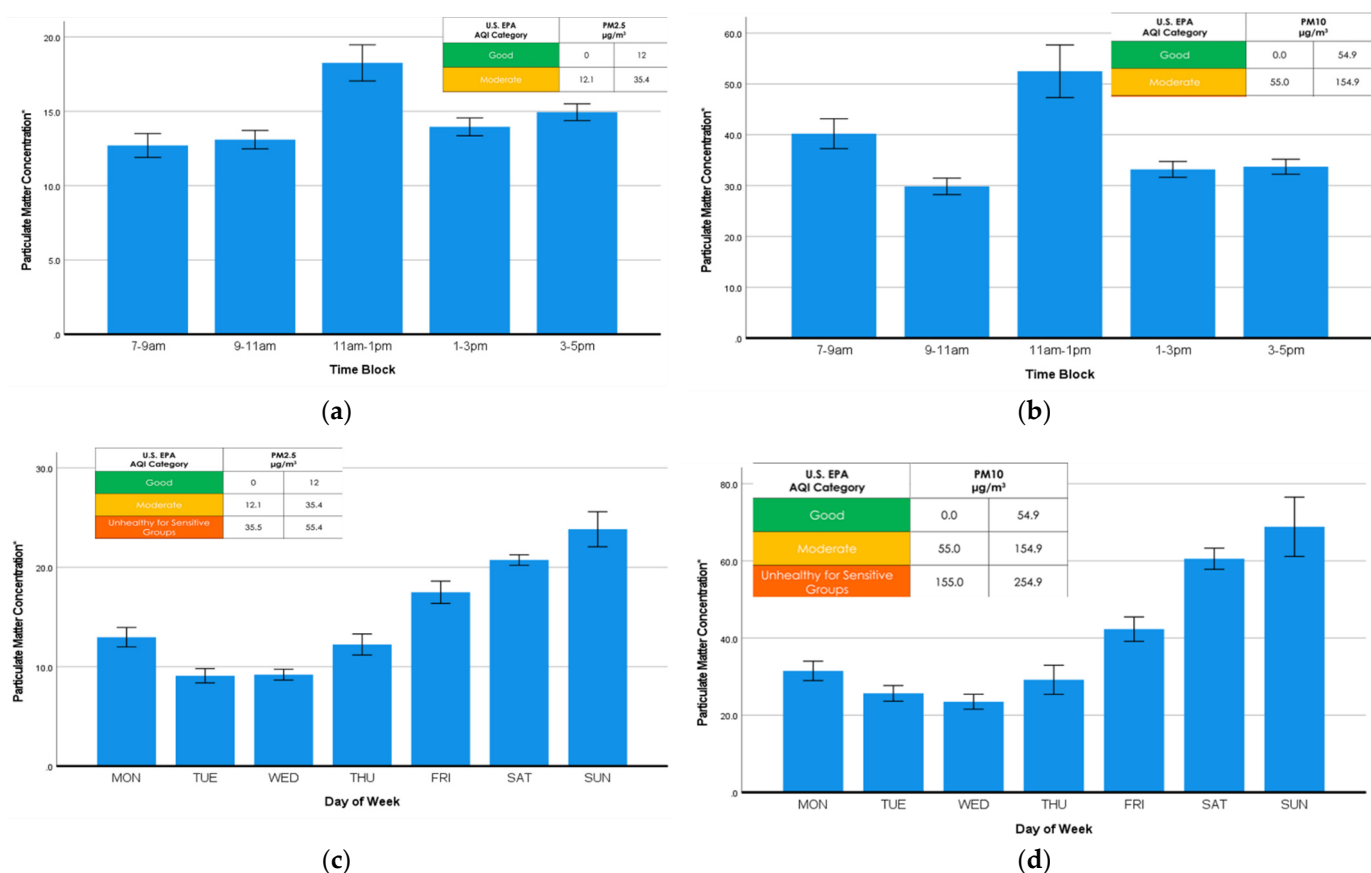 U.S. EPA PM2.5
AQI Category µg/m³
Good 0 12
Moderate 12.1 35.4
20.0
15.0
10.0
5.0
.0
Particulate Matter Concentration*
7-9am 9-11am 11am-1pm 1-3pm 3-5pm
Time Block
(a)
U.S. EPA PM10
AQI Category µg/m³
Good 0.0 54.9
Moderate 55.0 154.9
60.0
50.0
40.0
30.0
20.0
10.0
.0
Particulate Matter Concentration*
7-9am 9-11am 11am-1pm 1-3pm 3-5pm
Time Block
(b)
U.S. EPA PM2.5
AQI Category µg/m³
Good 0 12
Moderate 12.1 35.4
Unhealthy for Sensitive 35.5 55.4
Groups
30.0
20.0
10.0
.0
Particulate Matter Concentration*
MON TUE WED THU FRI SAT SUN
Day of Week
(c)
U.S. EPA PM10
AQI Category µg/m³
Good 0.0 54.9
Moderate 55.0 154.9
Unhealthy for Sensitive 155.0 254.9
Groups
80.0
60.0
40.0
20.0
.0
Particulate Matter Concentration*
MON TUE WED THU FRI SAT SUN
Day of Week
(d)